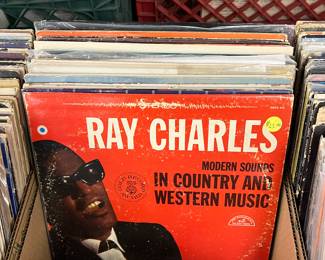 STEREO
RAY CHARLES
MODERN SOUNDS
IN COUNTRY AND
WESTERN MUSIC